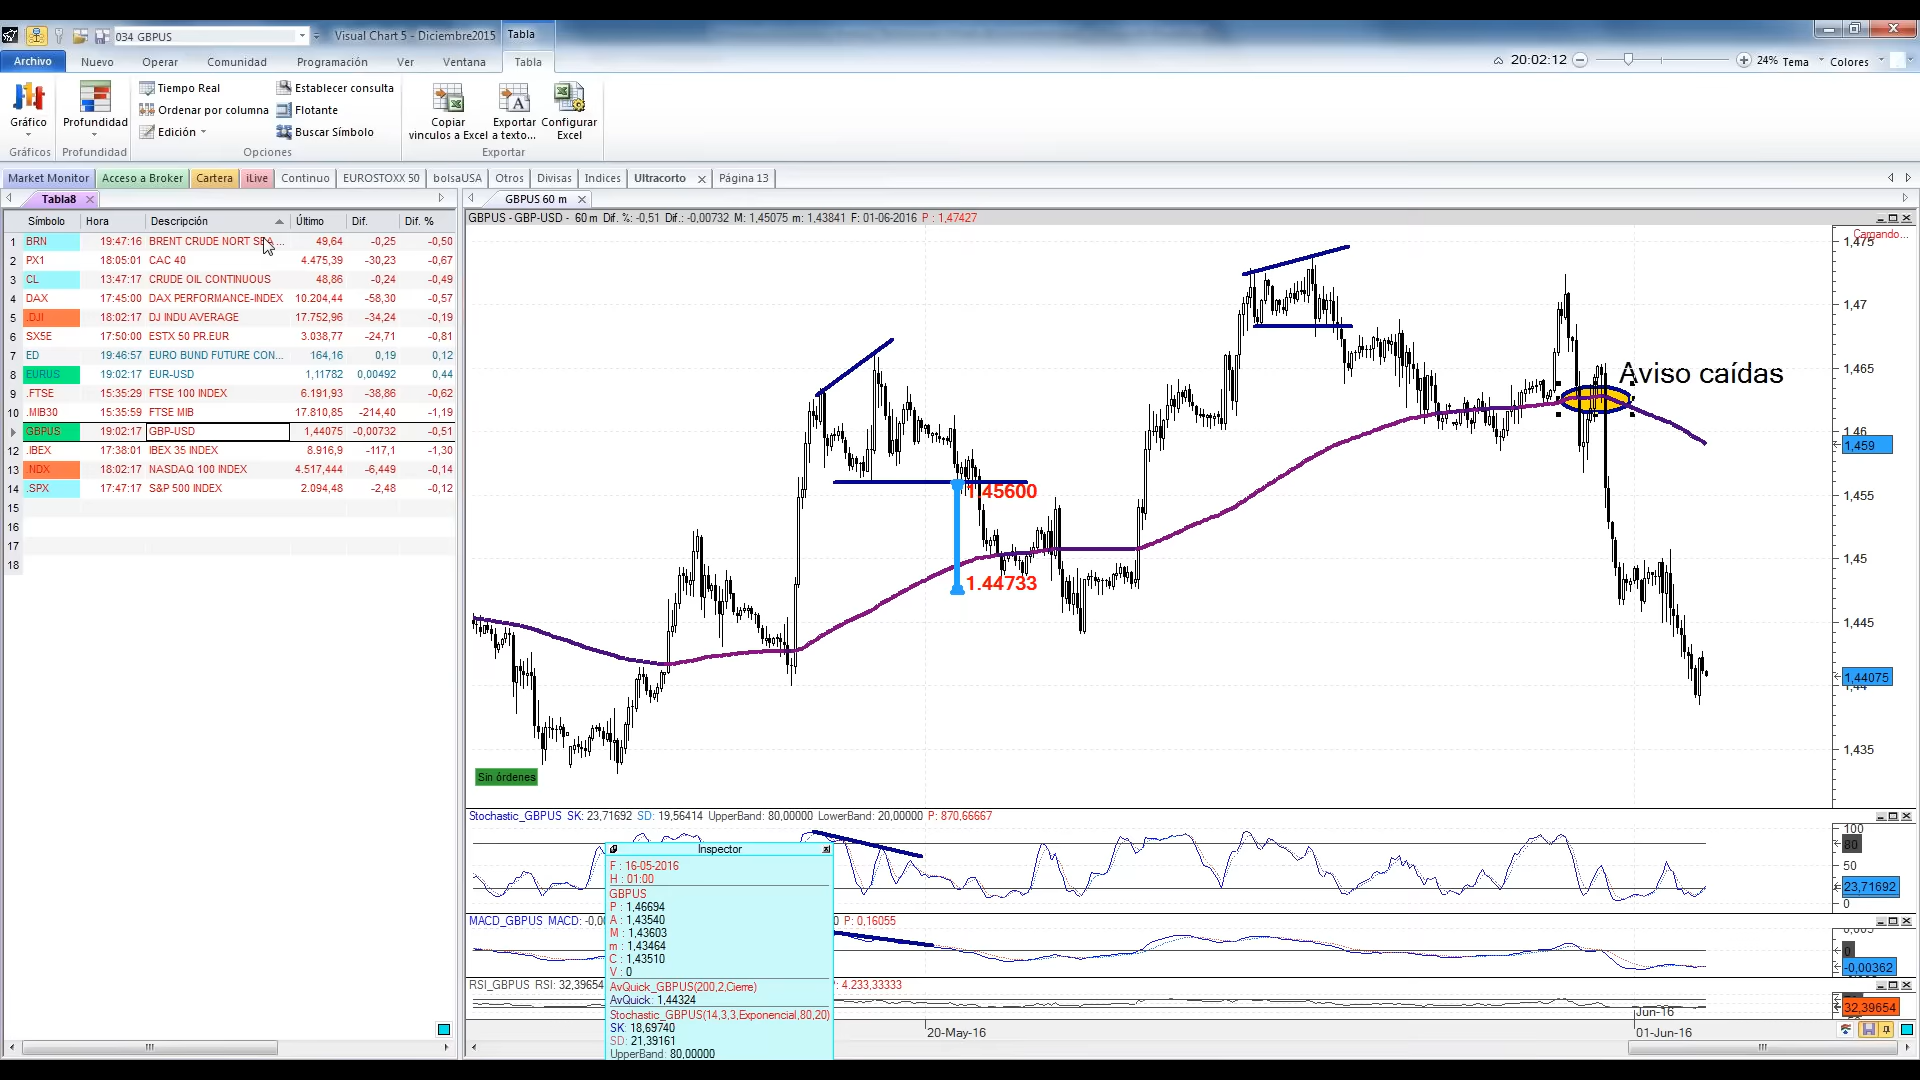 034 GBPUS
Visual Chart 5 - Diciembre2015
Tabla
Archivo Nuevo Operar Comunidad Programación Ver Ventana Tabla
20:02:12 24% Tema Colores
Gráfico Profundidad
Tiempo Real Establecer consulta
Ordenar por columna Flotante
Edición Buscar Símbolo
Copiar vinculos a Excel
Exportar a texto...
Configurar Excel
Gráficos Profundidad Opciones Exportar
Market Monitor Acceso a Broker Cartera iLive Continuo EUROSTOXX 50 bolsaUSA Otros Divisas Indices Ultracorto Página 13
Tabla8
Símbolo Hora Descripción Último Dif. Dif. %
1 BRN 19:47:16 BRENT CRUDE NORT SEA ... 49,64 -0,25 -0,50
2 PX1 18:05:01 CAC 40 4.475,39 -30,23 -0,67
3 CL 13:47:17 CRUDE OIL CONTINUOUS 48,86 -0,24 -0,49
4 DAX 17:45:00 DAX PERFORMANCE-INDEX 10.204,44 -58,30 -0,57
5 .DJI 18:02:17 DJ INDU AVERAGE 17.752,96 -34,24 -0,19
6 SX5E 17:50:00 ESTX 50 PR.EUR 3.038,77 -24,71 -0,81
7 ED 19:46:57 EURO BUND FUTURE CON... 164,16 0,19 0,12
8 EURUS 19:02:17 EUR-USD 1,11782 0,00492 0,44
9 .FTSE 15:35:29 FTSE 100 INDEX 6.191,93 -38,86 -0,62
10 .MIB30 15:35:59 FTSE MIB 17.810,85 -214,40 -1,19
GBPUS 19:02:17 GBP-USD 1,44075 -0,00732 -0,51
12 .IBEX 17:38:01 IBEX 35 INDEX 8.916,9 -117,1 -1,30
13 .NDX 18:02:17 NASDAQ 100 INDEX 4.517,444 -6,449 -0,14
14 .SPX 17:47:17 S&P 500 INDEX 2.094,48 -2,48 -0,12
15
16
17
18
GBPUS 60 m
GBPUS - GBP-USD - 60 m Dif. %: -0,51 Dif.: -0,00732 M: 1,45075 m: 1,43841 F: 01-06-2016 P : 1,47427
1,475
1,47
1,465
1,46
1,459
1,455
1,45
1,445
1,44075
1,44
1,435
Aviso caídas
1.45600
1.44733
Sin órdenes
Stochastic_GBPUS SK: 23,71692 SD: 19,56414 UpperBand: 80,00000 LowerBand: 20,00000 P: 870,66667
100
80
50
23,71692
0
Inspector
F : 16-05-2016
H : 01:00
GBPUS
P : 1,46694
A : 1,43540
M : 1,43603
m : 1,43464
C : 1,43510
V : 0
AvQuick_GBPUS(200,2,Cierre)
AvQuick: 1,44324
Stochastic_GBPUS(14,3,3,Exponencial,80,20)
SK: 18,69740
SD: 21,39161
UpperBand: 80,00000
MACD_GBPUS MACD: -0,00 0 P: 0,16055
0
-0,00362
RSI_GBPUS RSI: 32,39654 P: 4.233,33333
32,39654
Jun-16
20-May-16 01-Jun-16